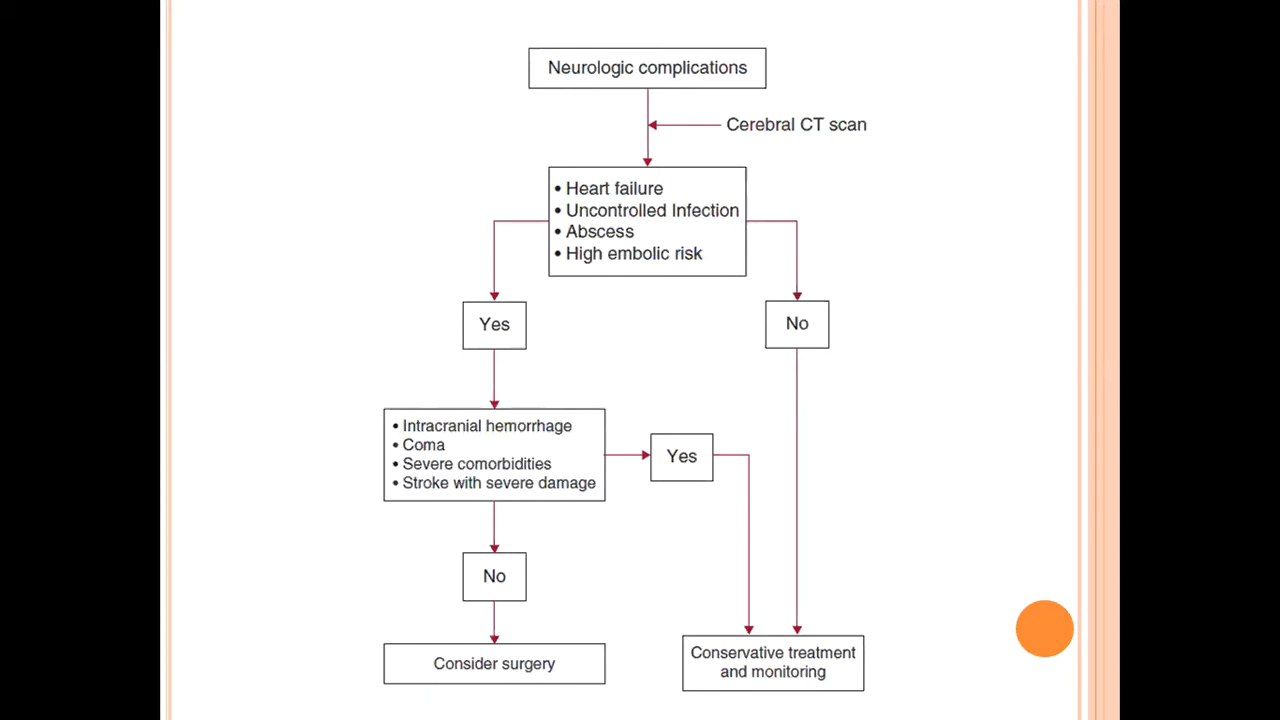 Neurologic complications
Cerebral CT scan
• Heart failure
• Uncontrolled Infection
• Abscess
• High embolic risk
Yes
No
• Intracranial hemorrhage
• Coma
• Severe comorbidities
• Stroke with severe damage
Yes
No
Consider surgery
Conservative treatment
and monitoring